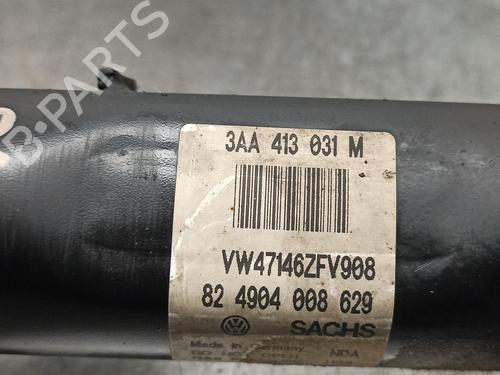 B-PARTS
3AA 413 031 M
VW47146ZFV908
82 4904 008 629
SACHS
Made in Germany
NDA